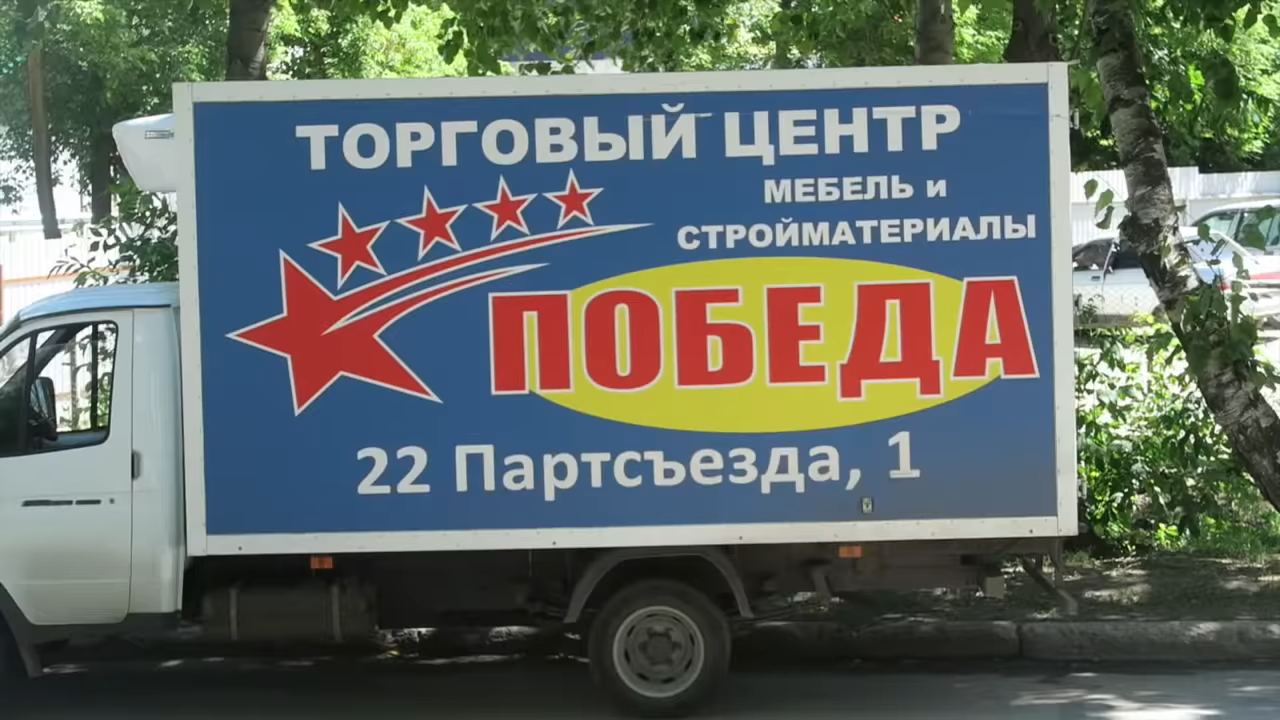 ТОРГОВЫЙ ЦЕНТР
МЕБЕЛЬ и
СТРОЙМАТЕРИАЛЫ
ПОБЕДА
22 Партсъезда, 1